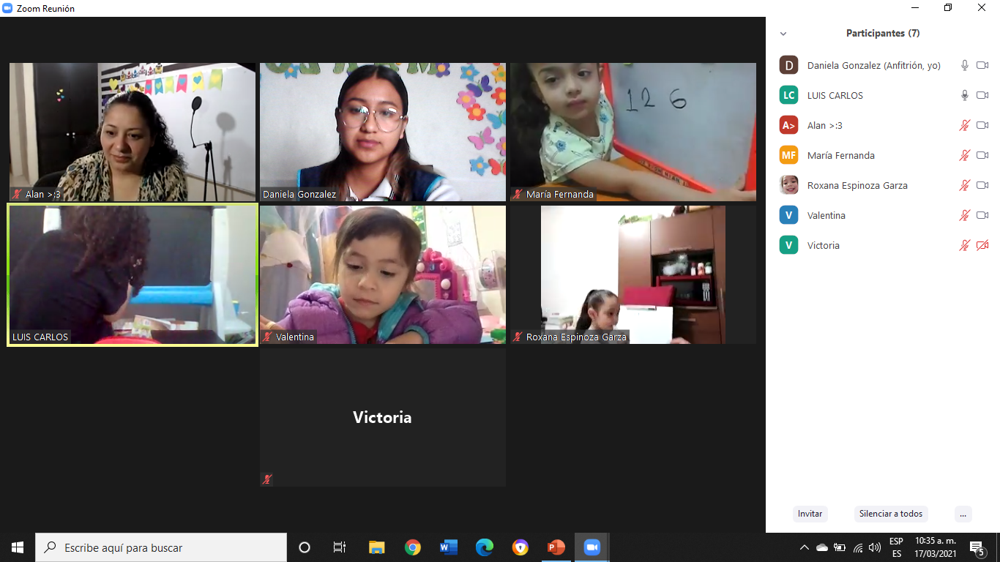 Zoom Reunión
Participantes (7)
D Daniela Gonzalez (Anfitrión, yo)
LC LUIS CARLOS
A> Alan >:3
MF María Fernanda
Roxana Espinoza Garza
V Valentina
V Victoria
12 6
Alan >:3
Daniela Gonzalez
María Fernanda
LUIS CARLOS
Valentina
Roxana Espinoza Garza
Victoria
Invitar
Silenciar a todos
...
Escribe aquí para buscar
ESP
ES
10:35 a. m.
17/03/2021
5